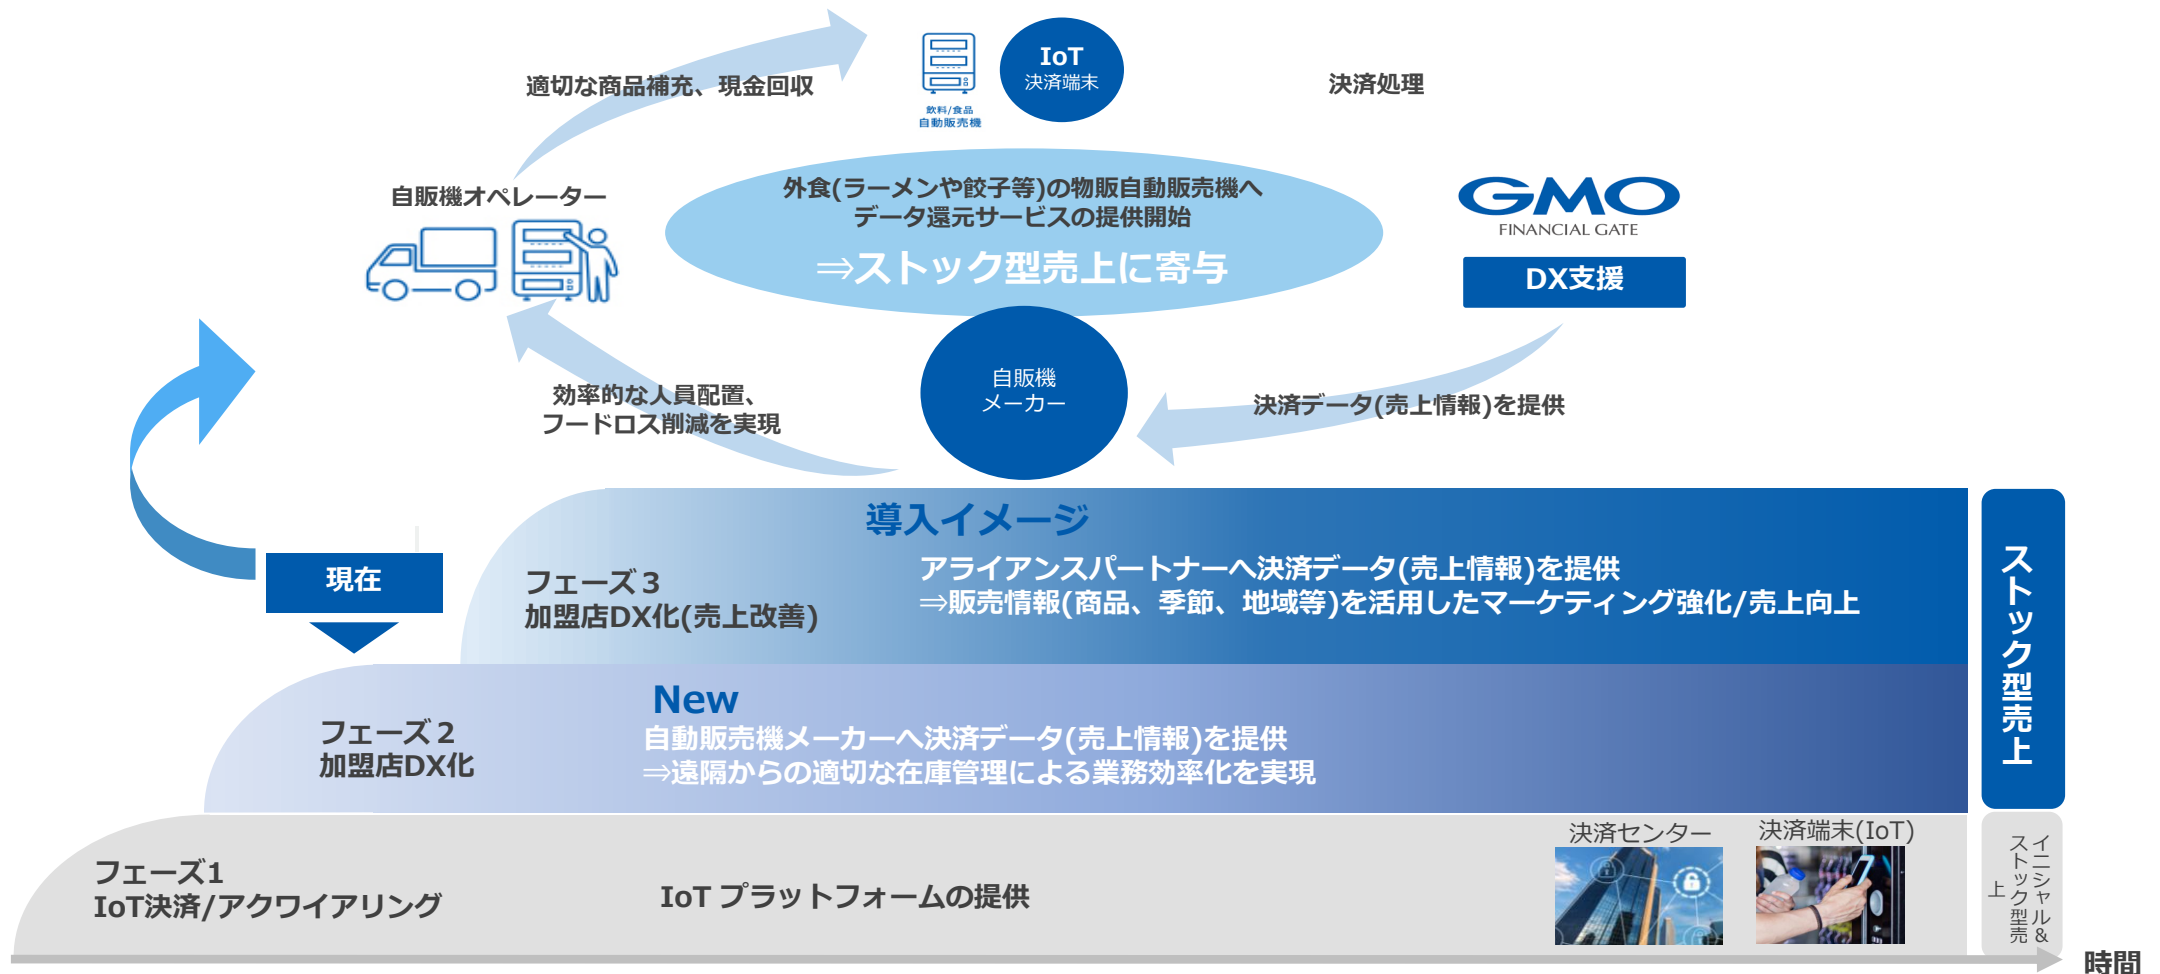 適切な商品補充、現金回収
IoT
決済端末
飲料/食品
自動販売機
決済処理
自販機オペレーター
外食(ラーメンや餃子等)の物販自動販売機へ
データ還元サービスの提供開始
⇒ストック型売上に寄与
GMO
FINANCIAL GATE
DX支援
効率的な人員配置、
フードロス削減を実現
自販機
メーカー
決済データ(売上情報)を提供
導入イメージ
現在
フェーズ３
加盟店DX化(売上改善)
アライアンスパートナーへ決済データ(売上情報)を提供
⇒販売情報(商品、季節、地域等)を活用したマーケティング強化/売上向上
ストック型売上
New
フェーズ２
加盟店DX化
自動販売機メーカーへ決済データ(売上情報)を提供
⇒遠隔からの適切な在庫管理による業務効率化を実現
フェーズ1
IoT決済/アクワイアリング
IoT プラットフォームの提供
決済センター
決済端末(IoT)
イニシャル&
ストック型売
上
時間